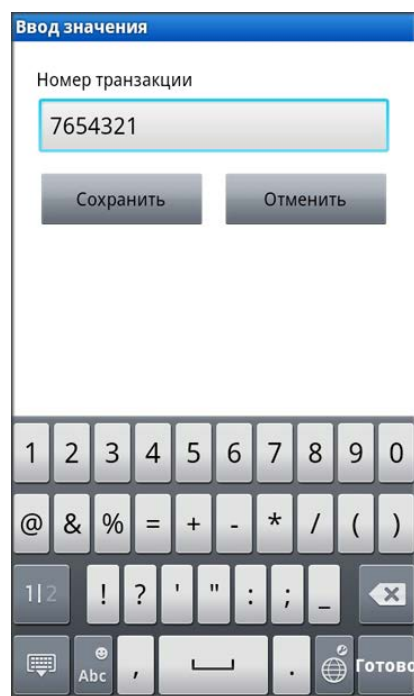 Ввод значения
Номер транзакции
7654321
Сохранить Отменить
1 2 3 4 5 6 7 8 9 0
@ & % = + - * / ( )
1|2 ! ? ' " : ; _
Abc , . Готово